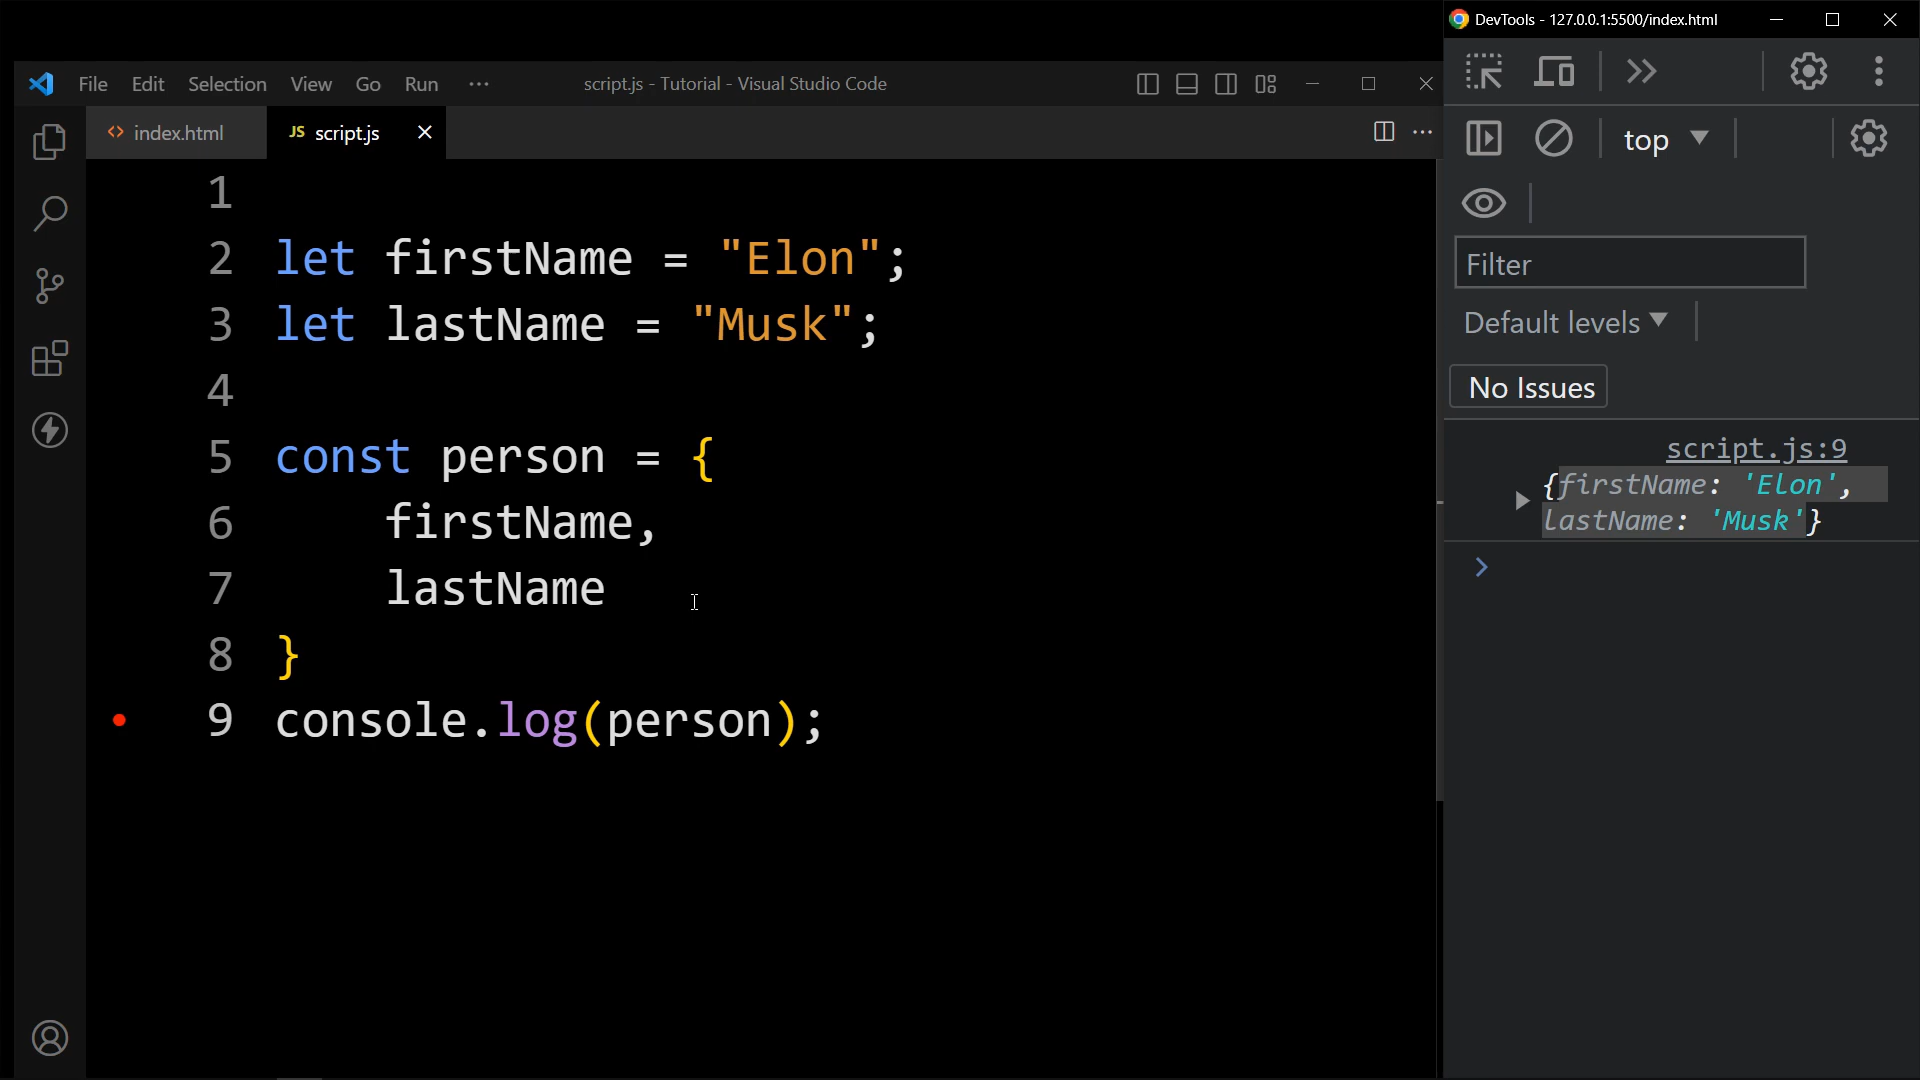 DevTools - 127.0.0.1:5500/index.html
File Edit Selection View Go Run ···
script.js - Tutorial - Visual Studio Code
index.html
JS script.js
1
2 let firstName = "Elon";
3 let lastName = "Musk";
4
5 const person = {
6 firstName,
7 lastName
8 }
9 console.log(person);
top
Filter
Default levels
No Issues
script.js:9
{firstName: 'Elon',
lastName: 'Musk'}